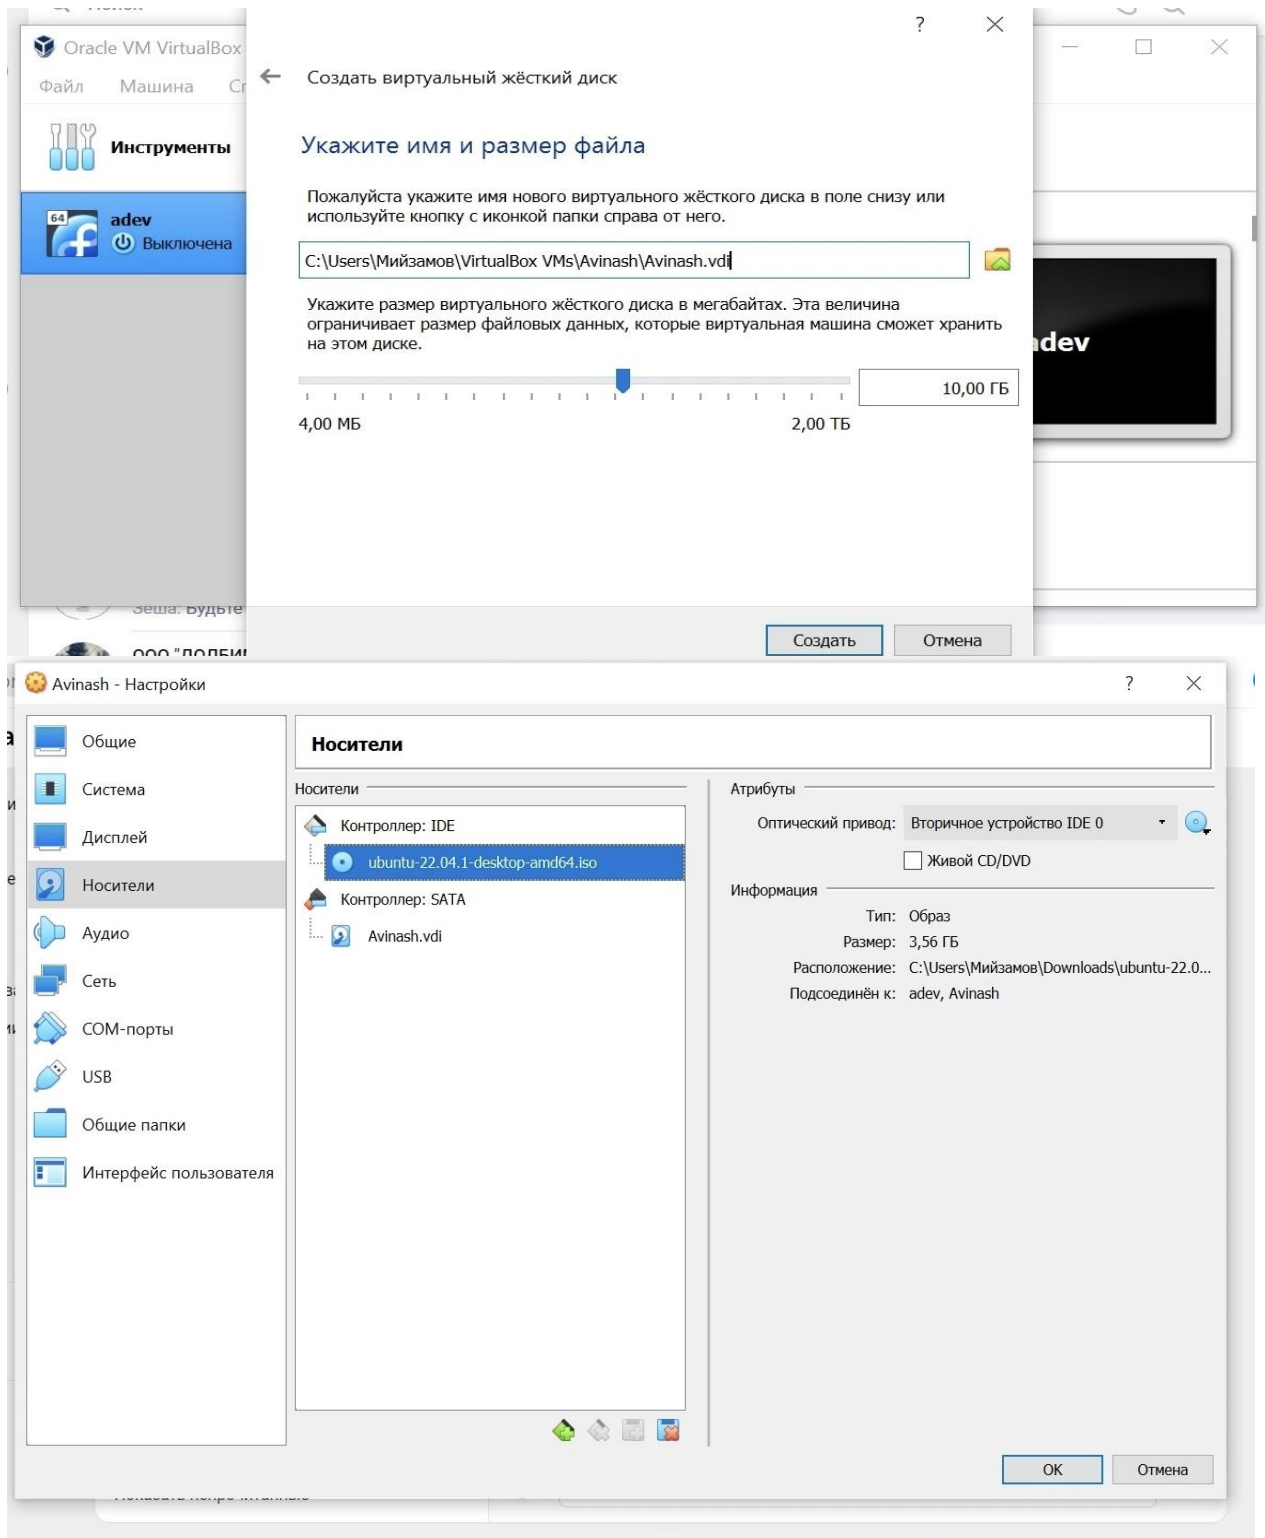 Oracle VM VirtualBox
?
Файл Машина
Создать виртуальный жёсткий диск
Инструменты
Укажите имя и размер файла
Пожалуйста укажите имя нового виртуального жёсткого диска в поле снизу или
используйте кнопку с иконкой папки справа от него.
64
adev
Выключена
C:\Users\Мийзамов\VirtualBox VMs\Avinash\Avinash.vdi
Укажите размер виртуального жёсткого диска в мегабайтах. Эта величина
ограничивает размер файловых данных, которые виртуальная машина сможет хранить
на этом диске.
adev
10,00 ГБ
4,00 МБ 2,00 ТБ
Зеша: Будьте
Создать Отмена
ООО
Avinash - Настройки ?
Общие
Система
Дисплей
Носители
Аудио
Сеть
COM-порты
USB
Общие папки
Интерфейс пользователя
Носители
Носители
Контроллер: IDE
ubuntu-22.04.1-desktop-amd64.iso
Контроллер: SATA
Avinash.vdi
Атрибуты
Оптический привод: Вторичное устройство IDE 0
Живой CD/DVD
Информация
Тип: Образ
Размер: 3,56 ГБ
Расположение: C:\Users\Мийзамов\Downloads\ubuntu-22.0...
Подсоединён к: adev, Avinash
OK Отмена